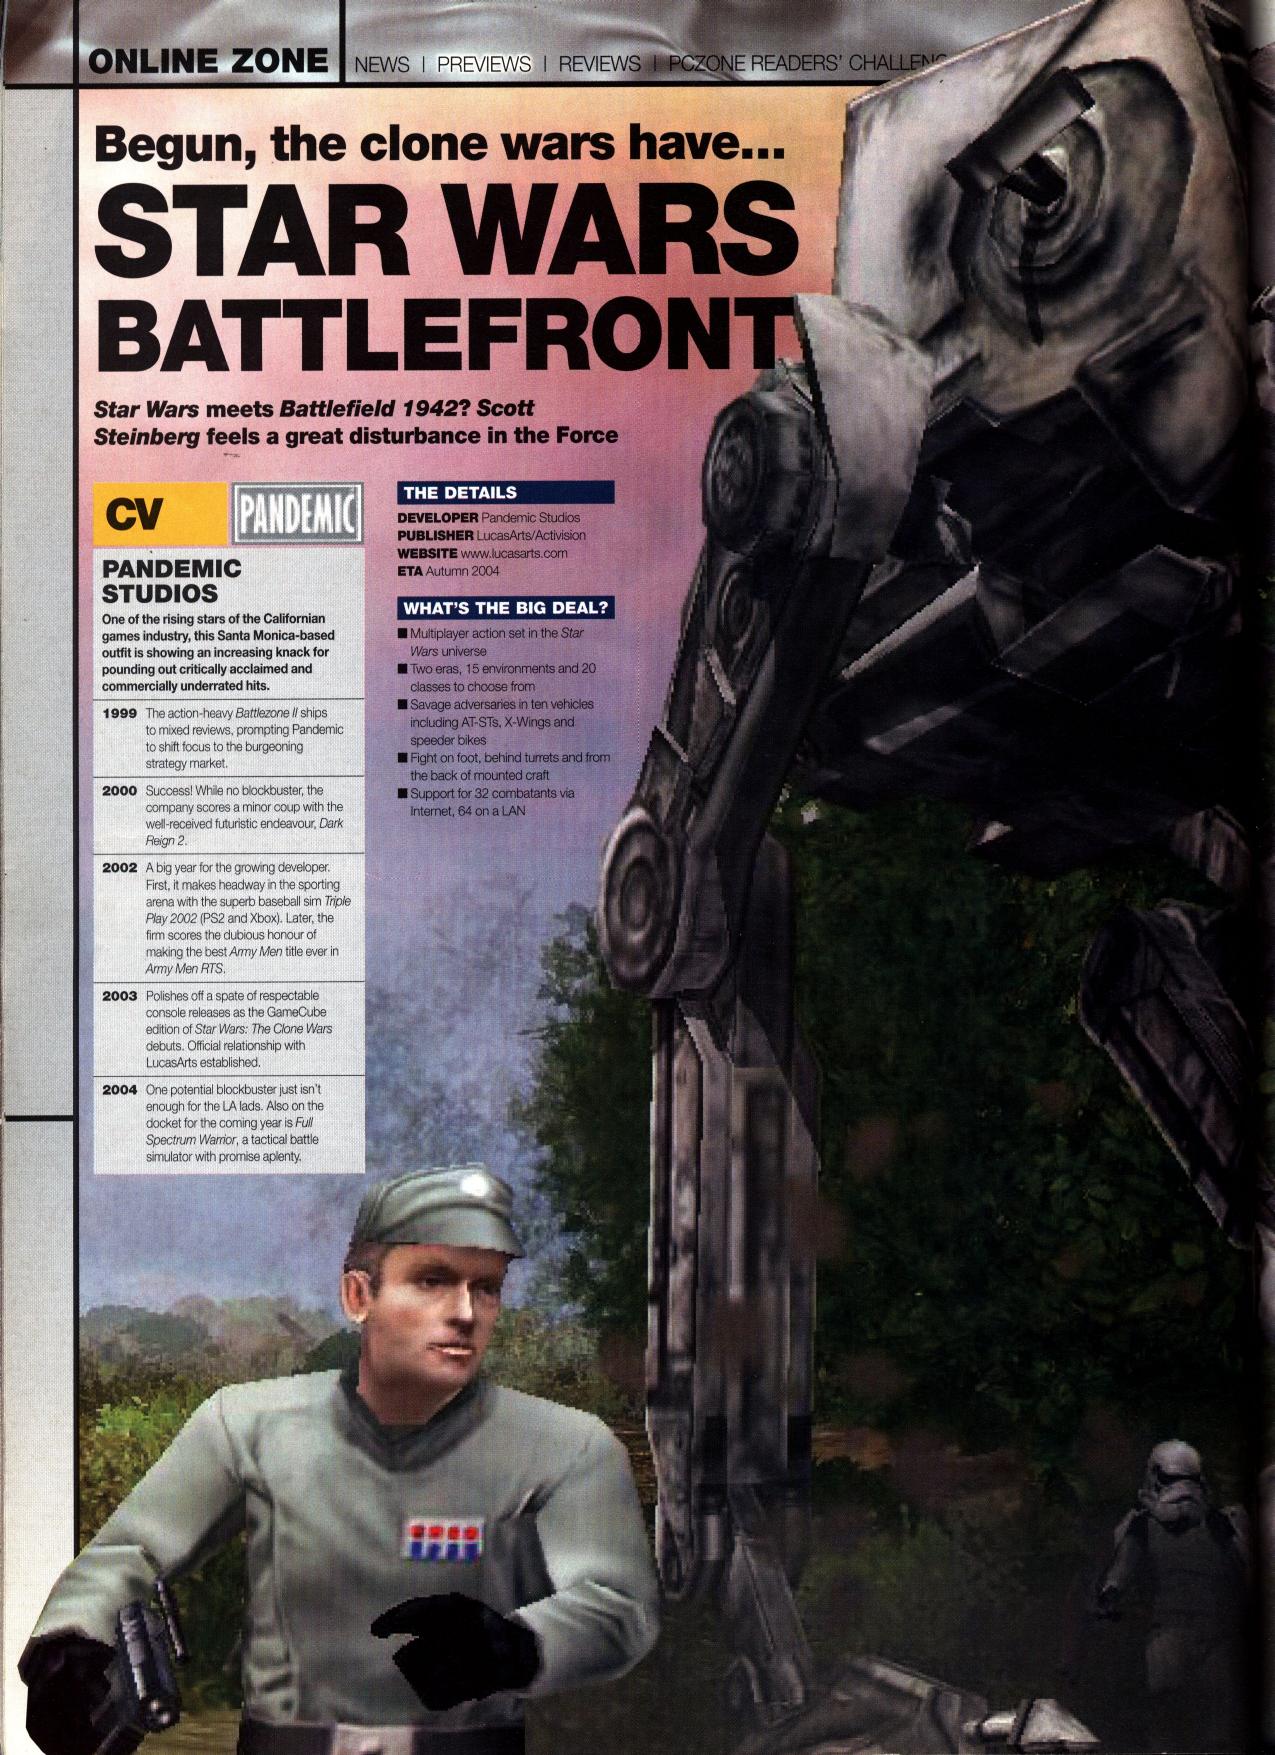 ONLINE ZONE
NEWS | PREVIEWS | REVIEWS | PCZONE READERS' CHALLENG
Begun, the clone wars have...
STAR WARS
BATTLEFRONT
Star Wars meets Battlefield 1942? Scott
Steinberg feels a great disturbance in the Force
CV
PANDEMIC
PANDEMIC
STUDIOS
One of the rising stars of the Californian
games industry, this Santa Monica-based
outfit is showing an increasing knack for
pounding out critically acclaimed and
commercially underrated hits.
1999 The action-heavy Battlezone II ships
to mixed reviews, prompting Pandemic
to shift focus to the burgeoning
strategy market.
2000 Success! While no blockbuster, the
company scores a minor coup with the
well-received futuristic endeavour, Dark
Reign 2.
2002 A big year for the growing developer.
First, it makes headway in the sporting
arena with the superb baseball sim Triple
Play 2002 (PS2 and Xbox). Later, the
firm scores the dubious honour of
making the best Army Men title ever in
Army Men RTS.
2003 Polishes off a spate of respectable
console releases as the GameCube
edition of Star Wars: The Clone Wars
debuts. Official relationship with
LucasArts established.
2004 One potential blockbuster just isn't
enough for the LA lads. Also on the
docket for the coming year is Full
Spectrum Warrior, a tactical battle
simulator with promise aplenty.
THE DETAILS
DEVELOPER Pandemic Studios
PUBLISHER LucasArts/Activision
WEBSITE www.lucasarts.com
ETA Autumn 2004
WHAT'S THE BIG DEAL?
■ Multiplayer action set in the Star
Wars universe
■ Two eras, 15 environments and 20
classes to choose from
■ Savage adversaries in ten vehicles
including AT-STs, X-Wings and
speeder bikes
■ Fight on foot, behind turrets and from
the back of mounted craft
■ Support for 32 combatants via
Internet, 64 on a LAN